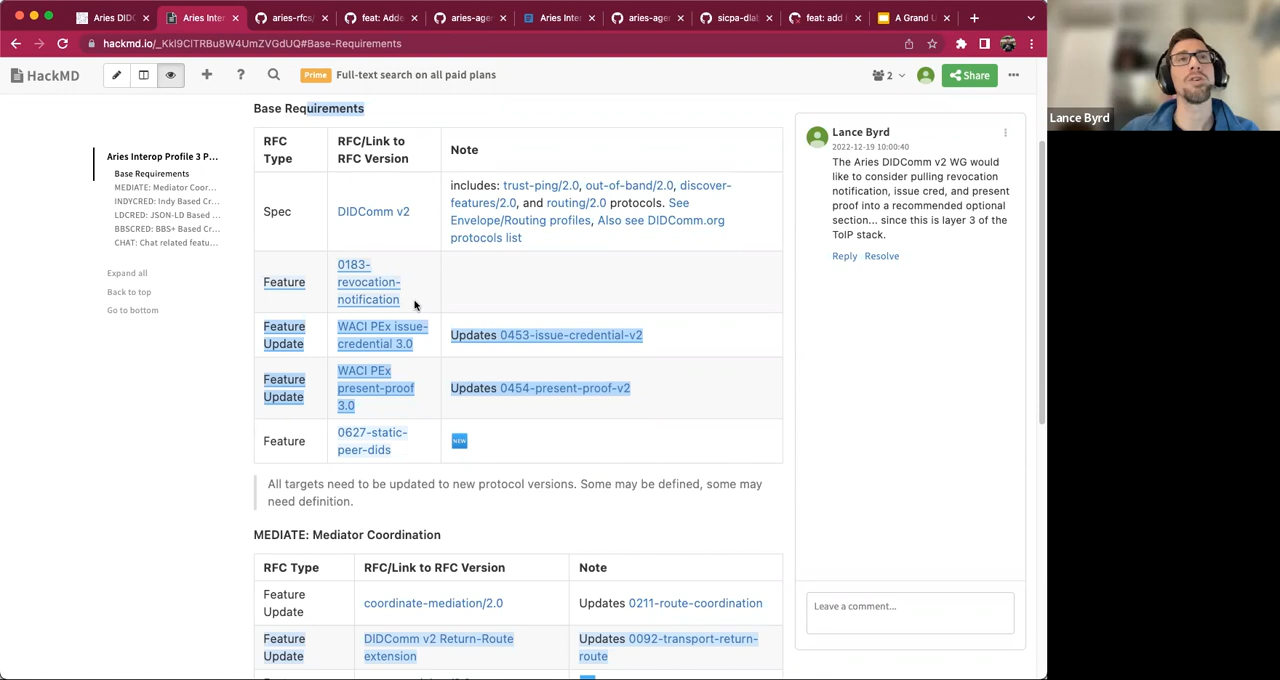 Aries DIDC
Aries Inter
aries-rfcs/
feat: Adde
aries-age
Aries Inte
aries-age
sicpa-dla
feat: add
A Grand U
hackmd.io/_KkI9ClTRBu8W4UmZVGdUQ#Base-Requirements
HackMD
Prime Full-text search on all paid plans
2
Share
Aries Interop Profile 3 P...
Base Requirements
MEDIATE: Mediator Coor...
INDYCRED: Indy Based Cr...
LDCRED: JSON-LD Based ...
BBSCRED: BBS+ Based Cr...
CHAT: Chat related featu...
Expand all
Back to top
Go to bottom
Base Requirements
RFC
Type
RFC/Link to
RFC Version
Note
Spec
DIDComm v2
includes: trust-ping/2.0, out-of-band/2.0, discover-
features/2.0, and routing/2.0 protocols. See
Envelope/Routing profiles, Also see DIDComm.org
protocols list
Feature
0183-
revocation-
notification
Feature
Update
WACI PEx issue-
credential 3.0
Updates 0453-issue-credential-v2
Feature
Update
WACI PEx
present-proof
3.0
Updates 0454-present-proof-v2
Feature
0627-static-
peer-dids
NEW
All targets need to be updated to new protocol versions. Some may be defined, some may
need definition.
MEDIATE: Mediator Coordination
RFC Type
RFC/Link to RFC Version
Note
Feature
Update
coordinate-mediation/2.0
Updates 0211-route-coordination
Feature
Update
DIDComm v2 Return-Route
extension
Updates 0092-transport-return-
route
Lance Byrd
2022-12-19 10:00:40
The Aries DIDComm v2 WG would
like to consider pulling revocation
notification, issue cred, and present
proof into a recommended optional
section... since this is layer 3 of the
ToIP stack.
Reply Resolve
Leave a comment...
Lance Byrd